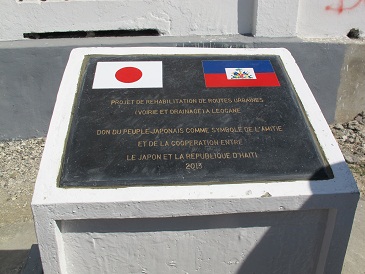 PROJET DE REHABILITATION DE ROUTES URBAINES
(VOIRIE ET DRAINAGE) A LEOGANE
DON DU PEUPLE JAPONAIS COMME SYMBOLE DE L'AMITIE
ET DE LA COOPERATION ENTRE
LE JAPON ET LA REPUBLIQUE D'HAITI
2013